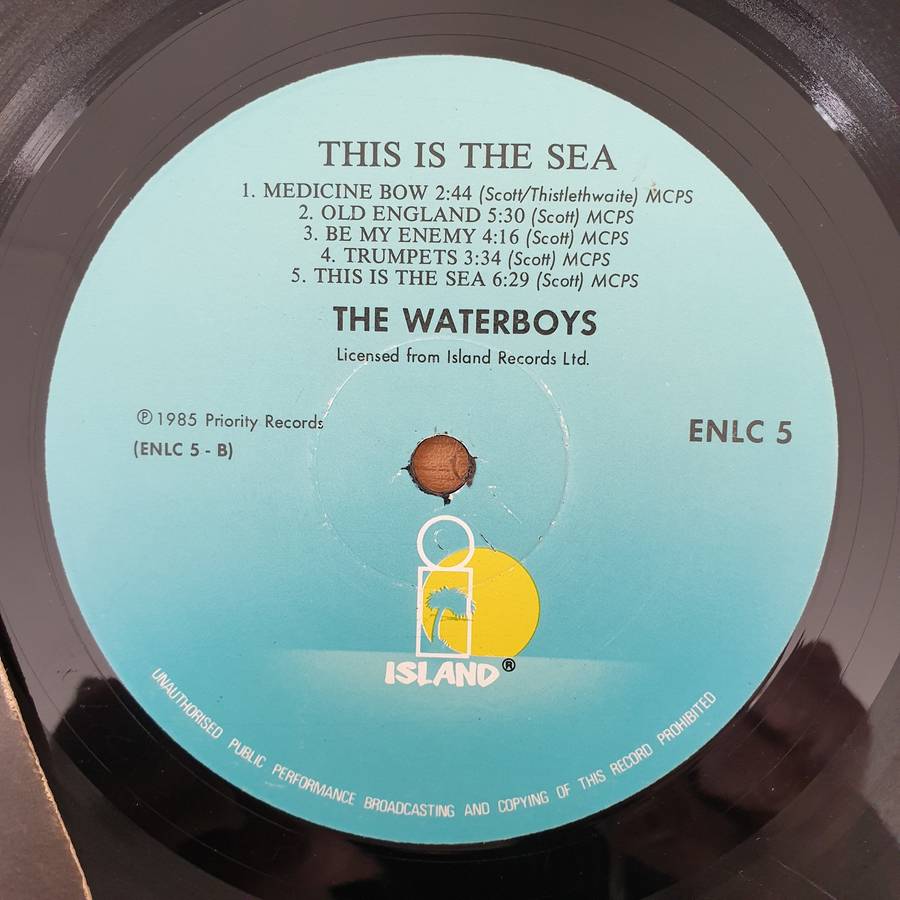 THIS IS THE SEA
1. MEDICINE BOW 2:44 (Scott/Thistlethwaite) MCPS
2. OLD ENGLAND 5:30 (Scott) MCPS
3. BE MY ENEMY 4:16 (Scott) MCPS
4. TRUMPETS 3:34 (Scott) MCPS
5. THIS IS THE SEA 6:29 (Scott) MCPS
THE WATERBOYS
Licensed from Island Records Ltd.
℗ 1985 Priority Records
(ENLC 5 - B)
ENLC 5
ISLAND®
UNAUTHORISED PUBLIC PERFORMANCE BROADCASTING AND COPYING OF THIS RECORD PROHIBITED